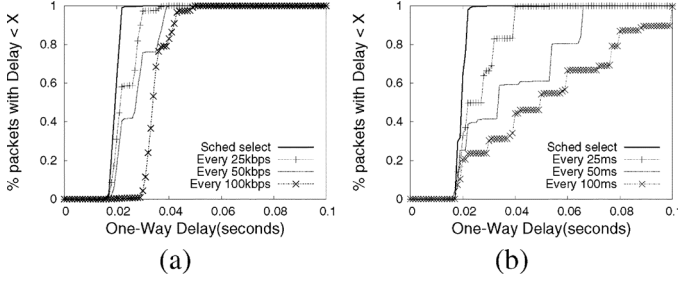 % packets with Delay < X
1
0.8
0.6
0.4
0.2
0
Sched select
Every 25kbps
Every 50kbps
Every 100kbps
0 0.02 0.04 0.06 0.08 0.1
One-Way Delay(seconds)
(a)
% packets with Delay < X
1
0.8
0.6
0.4
0.2
0
Sched select
Every 25ms
Every 50ms
Every 100ms
0 0.02 0.04 0.06 0.08 0.1
One-Way Delay(seconds)
(b)